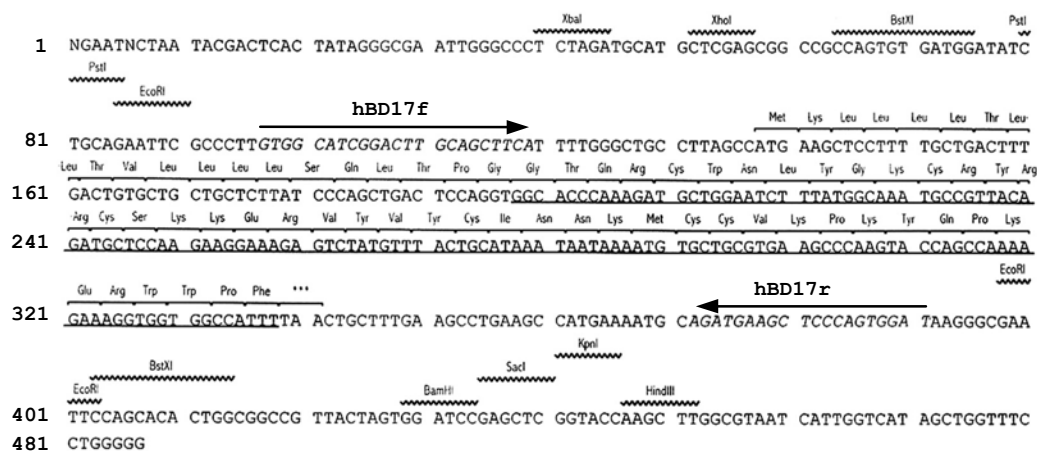 XbaI XhoI BstXI PstI
1 NGAATNCTAA TACGACTCAC TATAGGGCGA ATTGGGCCCT CTAGATGCAT GCTCGAGCGG CCGCCAGTGT GATGGATATC
PstI
EcoRI
hBD17f
Met Lys Leu Leu Leu Leu Thr Leu·
81 TGCAGAATTC GCCCTTGTGG CATCGGACTT GCAGCTTCAT TTTGGGCTGC CCTTAGCCAT GAAGCTCCTT TTGCTGACTT
·Leu Thr Val Leu Leu Leu Leu Ser Gln Leu Thr Pro Gly Gly Thr Gln Arg Cys Trp Asn Leu Tyr Gly Lys Cys Arg Tyr Arg
161 GACTGTGCTG CTGCTCTTAT CCCAGCTGAC TCCAGGTGGC ACCCAAAGAT GCTGGAATCT TTATGGCAAA TGCCGTTACA
·Arg Cys Ser Lys Lys Glu Arg Val Tyr Val Tyr Cys Ile Asn Asn Lys Met Cys Cys Val Lys Pro Lys Tyr Gln Pro Lys
241 GATGCTCCAA GAAGGAAAGA GTCTATGTTT ACTGCATAAA TAATAAAATG TGCTGCGTGA AGCCCAAGTA CCAGCCAAAA
EcoRI
Glu Arg Trp Trp Pro Phe ···
hBD17r
321 GAAAGGTGGT GGCCATTTTA ACTGCTTTGA AGCCTGAAGC CATGAAAATG CAGATGAAGC TCCCAGTGGA TAAGGGCGAA
KpnI
BstXI SacI
EcoRI BamHI HindIII
401 TTCCAGCACA CTGGCGGCCG TTACTAGTGG ATCCGAGCTC GGTACCAAGC TTGGCGTAAT CATTGGTCAT AGCTGGTTTC
481 CTGGGGG